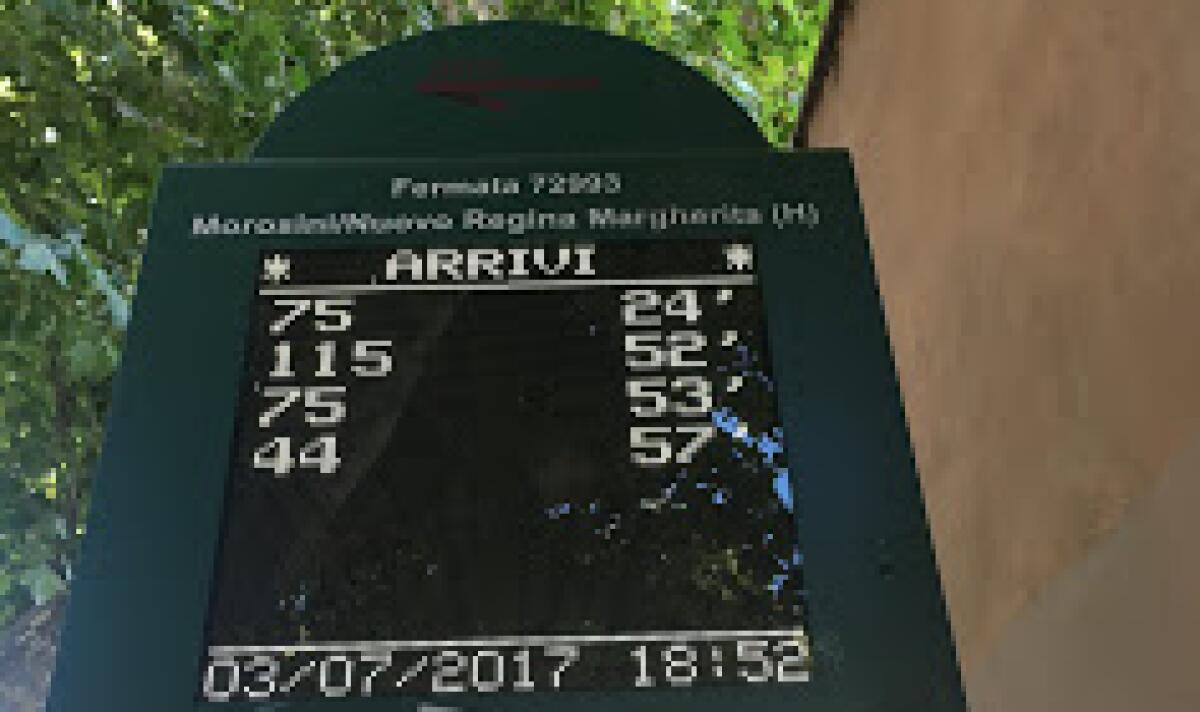 Fermata 72993
Morosini/Nuovo Regina Margherita (H)
* ARRIVI *
75 24'
115 52'
75 53'
44 57'
03/07/2017 18:52